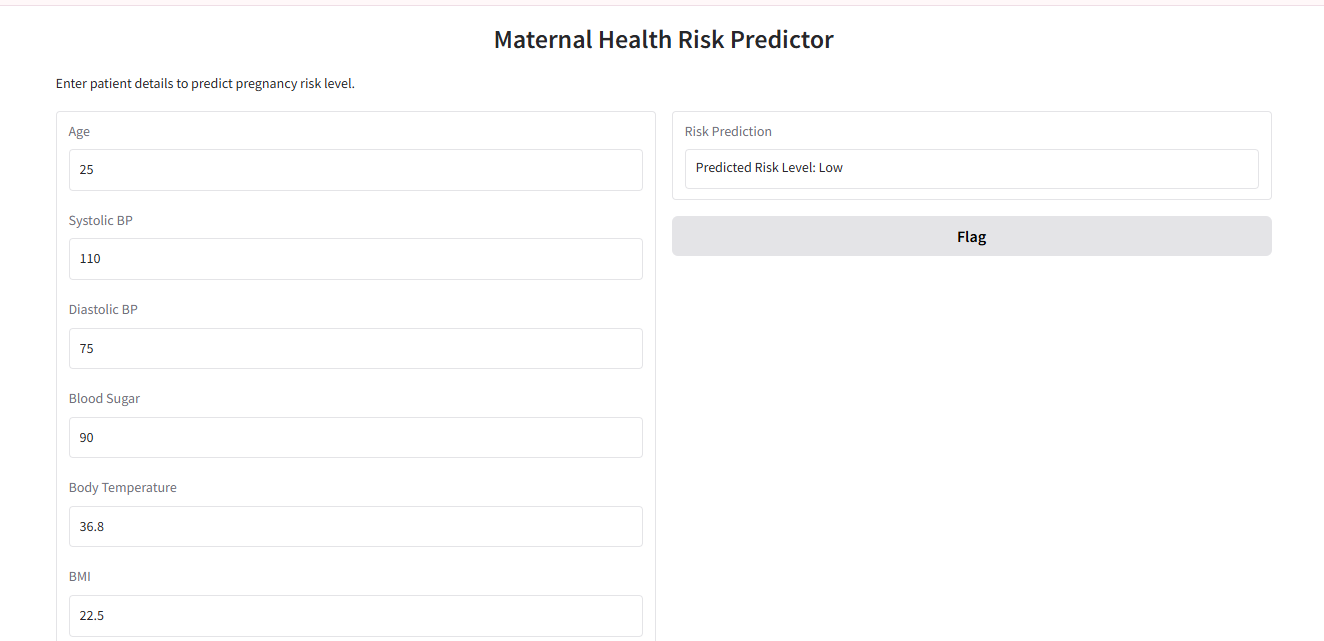 Maternal Health Risk Predictor
Enter patient details to predict pregnancy risk level.
Age
25
Systolic BP
110
Diastolic BP
75
Blood Sugar
90
Body Temperature
36.8
BMI
22.5
Risk Prediction
Predicted Risk Level: Low
Flag